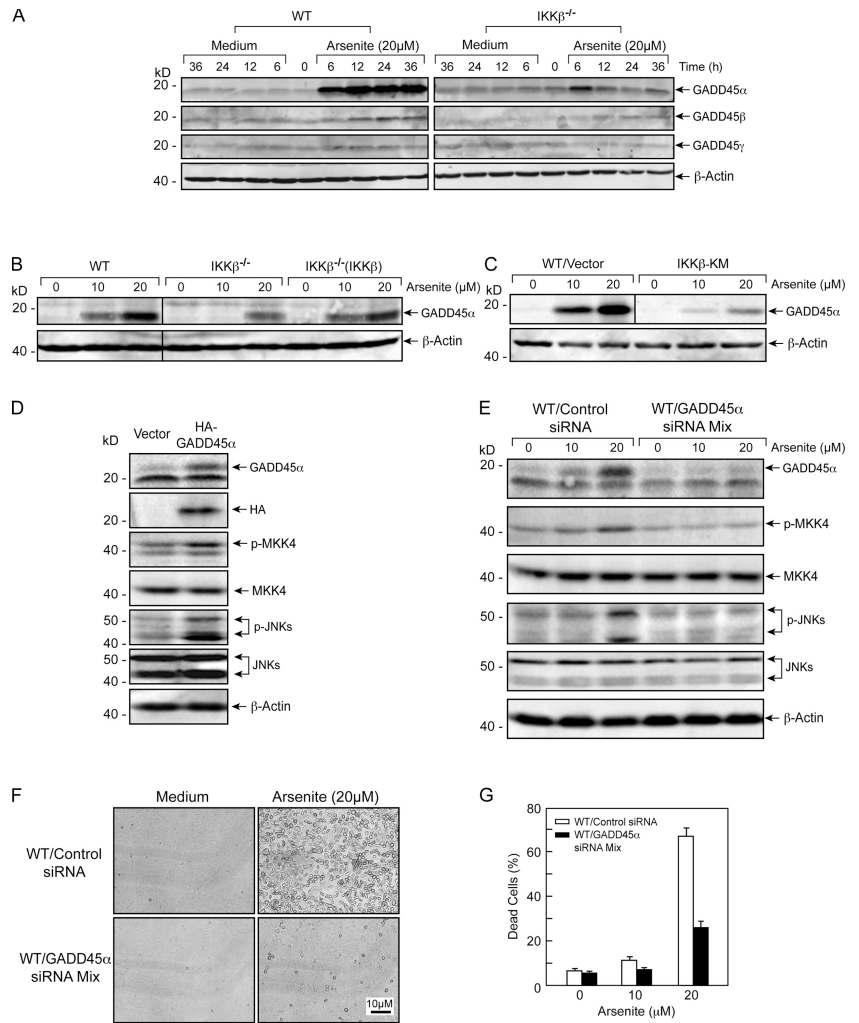 A
WT
IKKβ-/-
Medium
Arsenite (20μM)
Medium
Arsenite (20μM)
kD
36 24 12 6 0 6 12 24 36
36 24 12 6 0 6 12 24 36
Time (h)
20 -
GADD45α
20 -
GADD45β
20 -
GADD45γ
40 -
β-Actin
B
WT
IKKβ-/-
IKKβ-/-(IKKβ)
kD
0 10 20 0 10 20 0 10 20
Arsenite (μM)
20 -
GADD45α
40 -
β-Actin
C
WT/Vector
IKKβ-KM
kD
0 10 20 0 10 20
Arsenite (μM)
20 -
GADD45α
40 -
β-Actin
D
kD
Vector
HA-
GADD45α
20 -
GADD45α
20 -
HA
40 -
p-MKK4
40 -
MKK4
50 -
40 -
p-JNKs
50 -
40 -
JNKs
40 -
β-Actin
E
WT/Control
siRNA
WT/GADD45α
siRNA Mix
kD
0 10 20 0 10 20
Arsenite (μM)
20 -
GADD45α
40 -
p-MKK4
40 -
MKK4
50 -
p-JNKs
50 -
JNKs
40 -
β-Actin
F
Medium
Arsenite (20μM)
WT/Control
siRNA
WT/GADD45α
siRNA Mix
10μM
G
80
60
40
20
0
Dead Cells (%)
WT/Control siRNA
WT/GADD45α
siRNA Mix
0 10 20
Arsenite (μM)